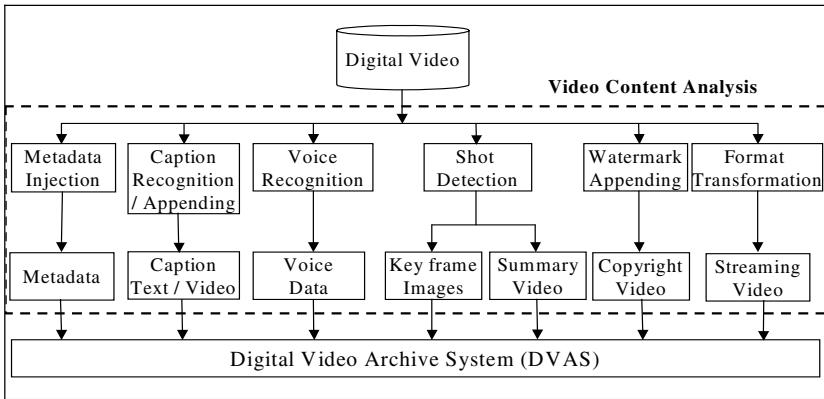 Digital Video
Video Content Analysis
Metadata
Injection
Caption
Recognition
/ Appending
Voice
Recognition
Shot
Detection
Watermark
Appending
Format
Transformation
Metadata
Caption
Text / Video
Voice
Data
Key frame
Images
Summary
Video
Copyright
Video
Streaming
Video
Digital Video Archive System (DVAS)